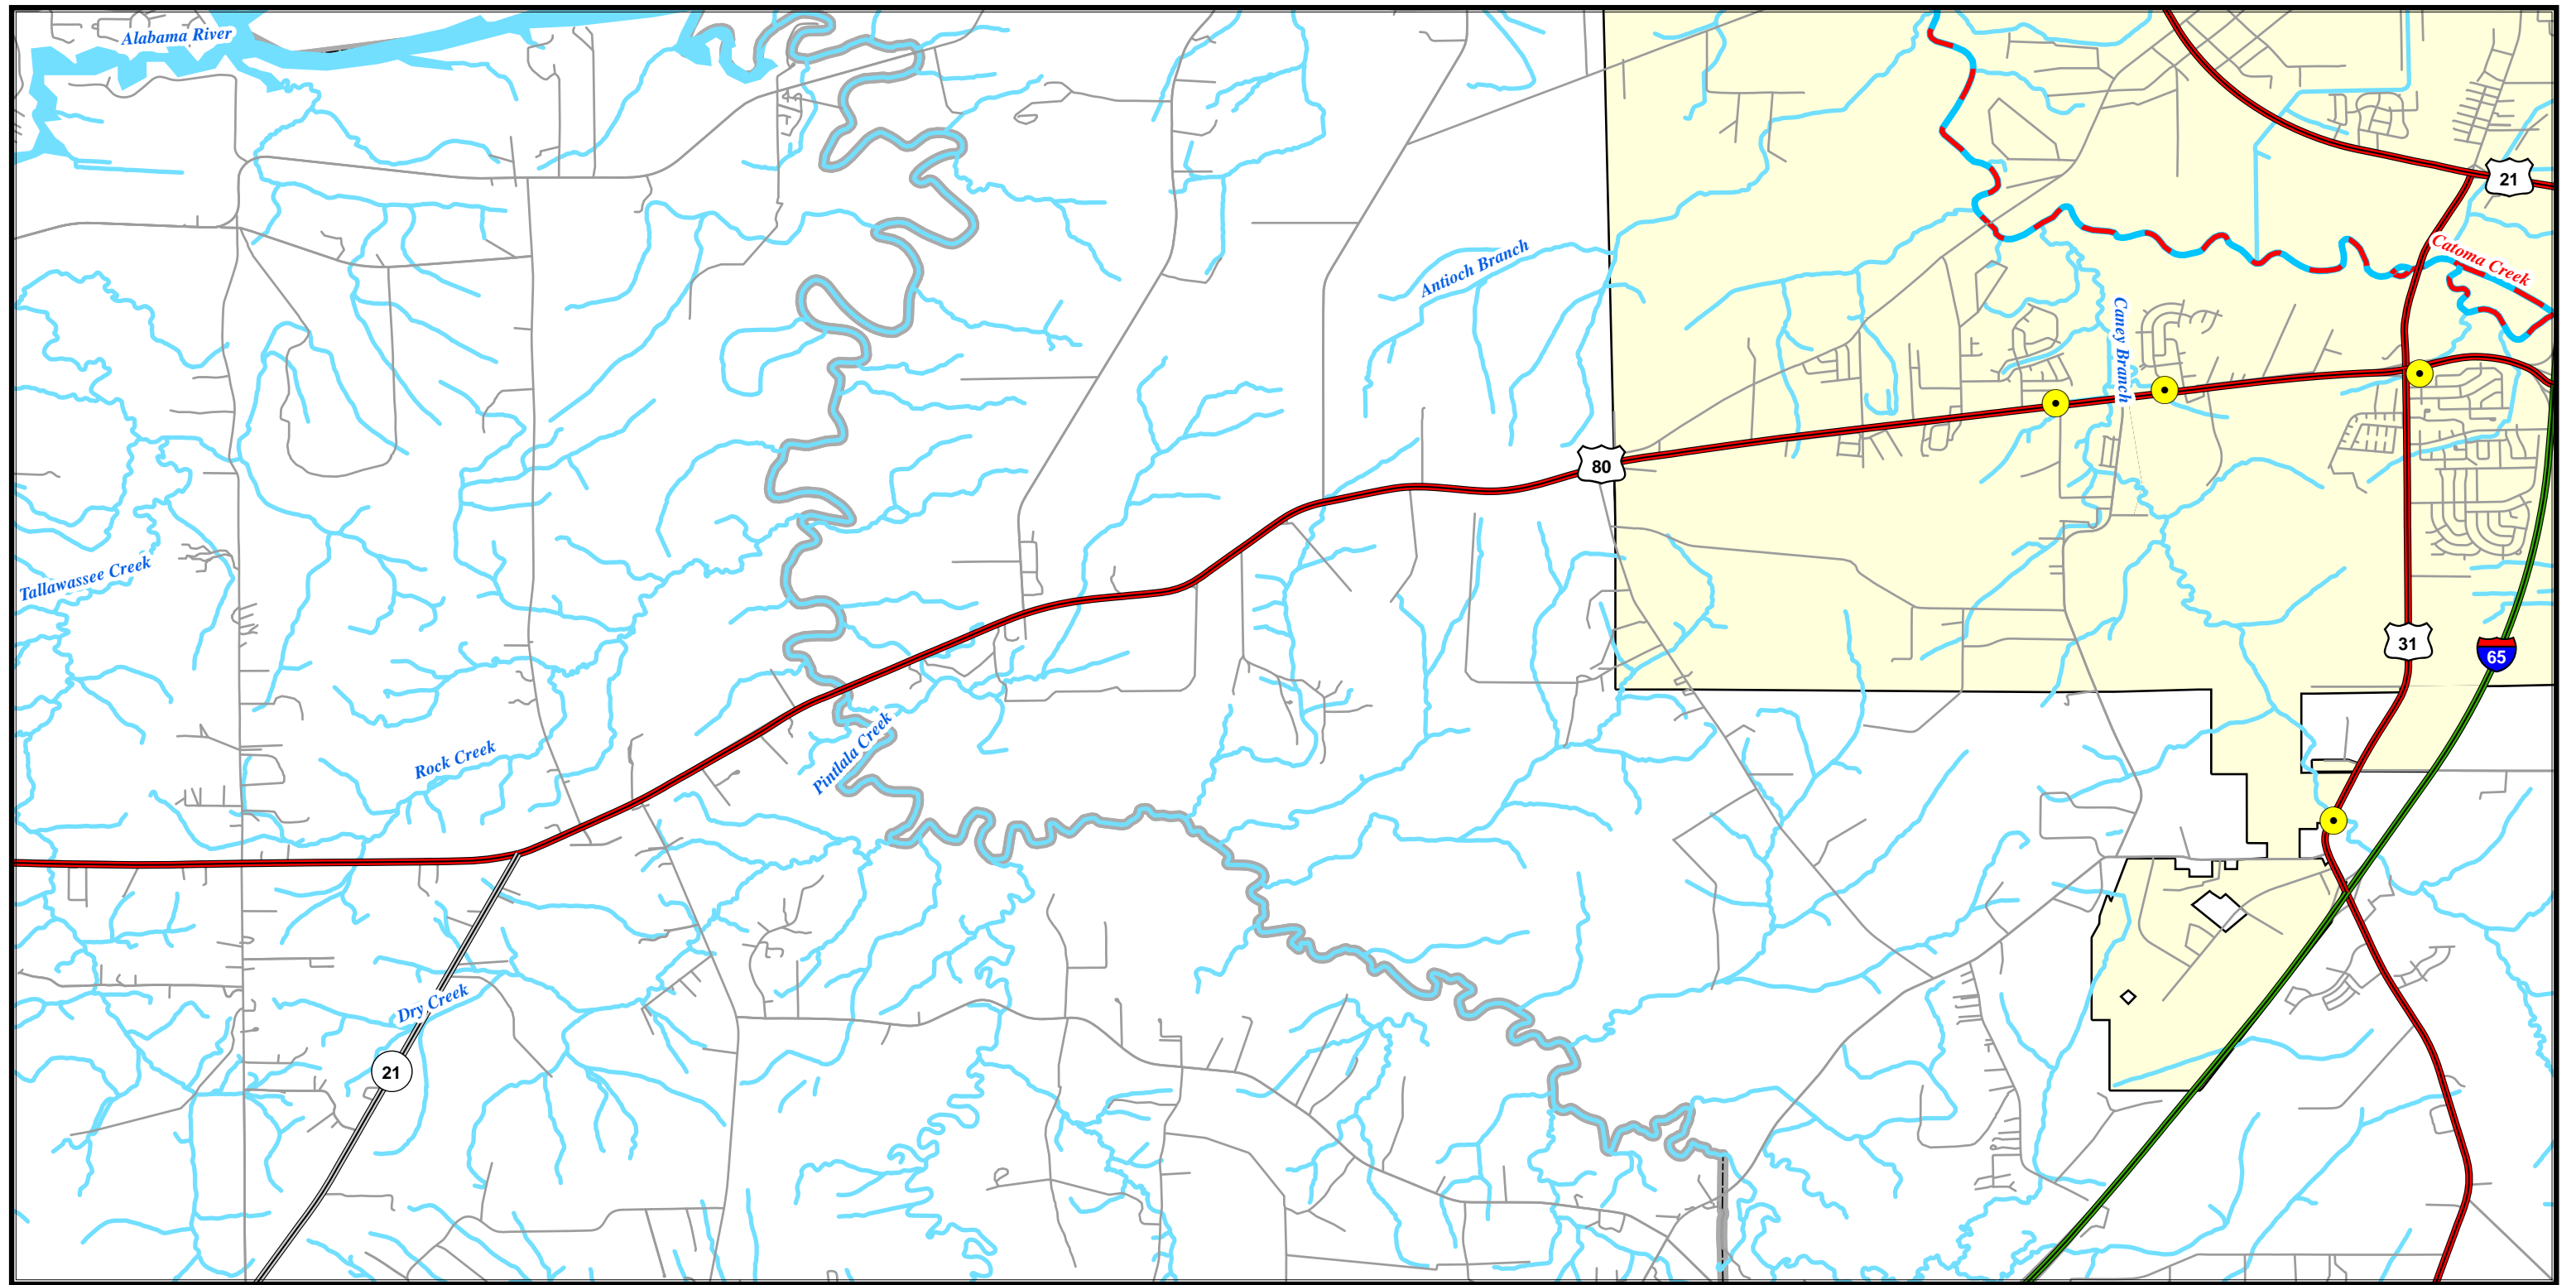 Alabama River
21
Catoma Creek
Antioch Branch
Caney Branch
80
Tallawassee Creek
31
65
Rock Creek
Pintlala Creek
Dry Creek
21